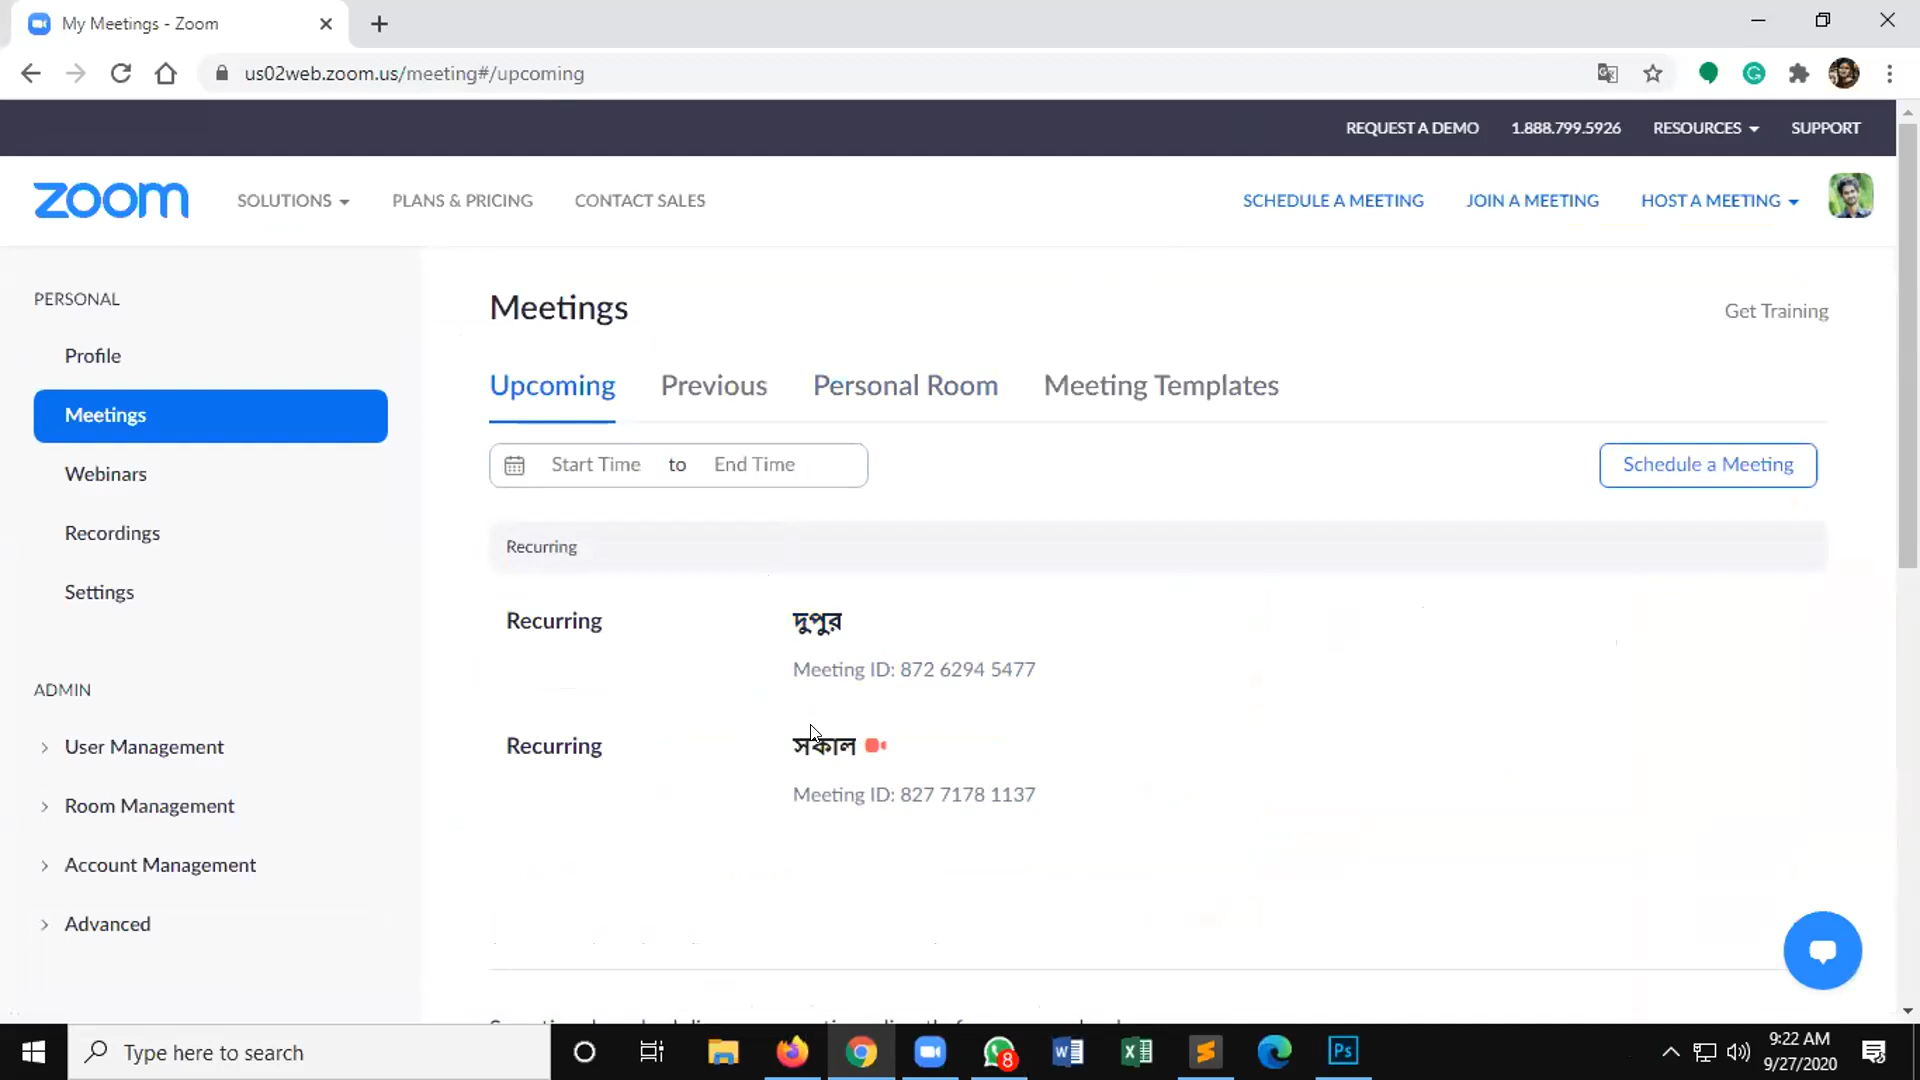 My Meetings - Zoom
us02web.zoom.us/meeting#/upcoming
REQUEST A DEMO 1.888.799.5926 RESOURCES SUPPORT
zoom SOLUTIONS PLANS & PRICING CONTACT SALES SCHEDULE A MEETING JOIN A MEETING HOST A MEETING
PERSONAL
Profile
Meetings
Webinars
Recordings
Settings
ADMIN
User Management
Room Management
Account Management
Advanced
Meetings
Get Training
Upcoming Previous Personal Room Meeting Templates
Start Time to End Time
Schedule a Meeting
Recurring
Recurring দুপুর
Meeting ID: 872 6294 5477
Recurring সকাল
Meeting ID: 827 7178 1137
Type here to search
8
W
X
Ps
9:22 AM
9/27/2020